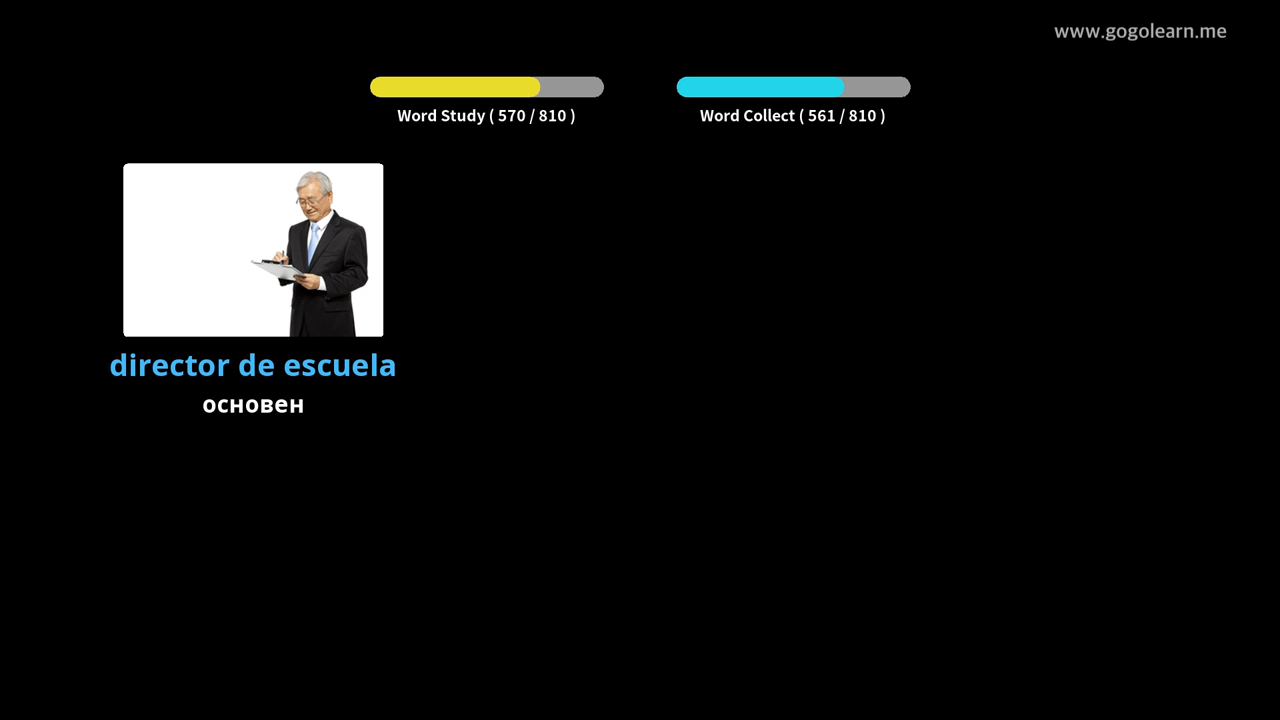 www.gogolearn.me
Word Study ( 570 / 810 )
Word Collect ( 561 / 810 )
director de escuela
основен